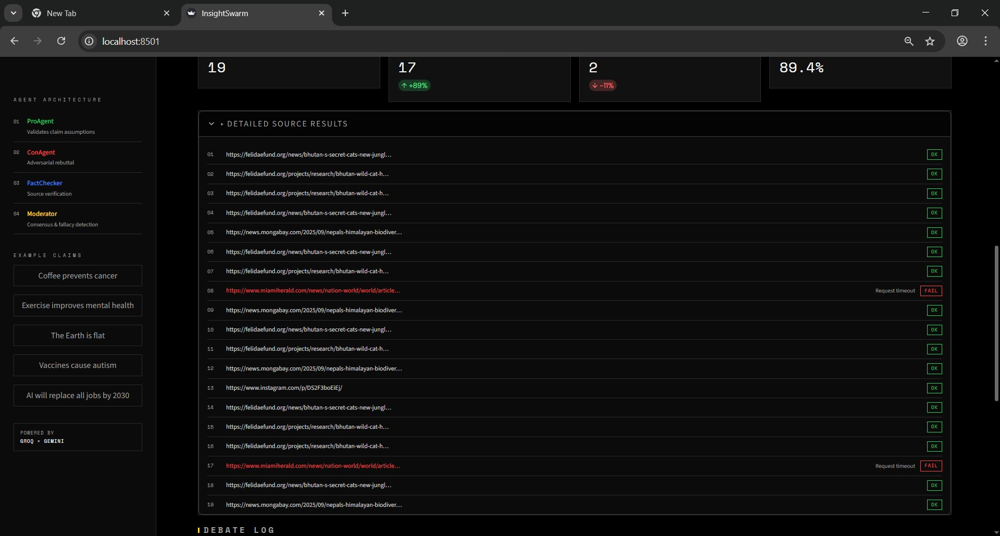 New Tab
InsightSwarm
localhost:8501
AGENT ARCHITECTURE
01 ProAgent
Validates claim assumptions
02 ConAgent
Adversarial rebuttal
03 FactChecker
Source verification
04 Moderator
Consensus & fallacy detection
EXAMPLE CLAIMS
Coffee prevents cancer
Exercise improves mental health
The Earth is flat
Vaccines cause autism
AI will replace all jobs by 2030
POWERED BY
GROQ + GEMINI
19
17
↑ +89%
2
↓ -11%
89.4%
▸ DETAILED SOURCE RESULTS
01 https://felidaefund.org/news/bhutan-s-secret-cats-new-jungl... OK
02 https://felidaefund.org/projects/research/bhutan-wild-cat-h... OK
03 https://felidaefund.org/projects/research/bhutan-wild-cat-h... OK
04 https://felidaefund.org/news/bhutan-s-secret-cats-new-jungl... OK
05 https://news.mongabay.com/2025/09/nepals-himalayan-biodiver... OK
06 https://felidaefund.org/news/bhutan-s-secret-cats-new-jungl... OK
07 https://felidaefund.org/projects/research/bhutan-wild-cat-h... OK
08 https://www.miamiherald.com/news/nation-world/world/article... Request timeout FAIL
09 https://news.mongabay.com/2025/09/nepals-himalayan-biodiver... OK
10 https://felidaefund.org/news/bhutan-s-secret-cats-new-jungl... OK
11 https://felidaefund.org/projects/research/bhutan-wild-cat-h... OK
12 https://news.mongabay.com/2025/09/nepals-himalayan-biodiver... OK
13 https://www.instagram.com/p/DS2F3boEiEj/ OK
14 https://felidaefund.org/news/bhutan-s-secret-cats-new-jungl... OK
15 https://felidaefund.org/projects/research/bhutan-wild-cat-h... OK
16 https://felidaefund.org/projects/research/bhutan-wild-cat-h... OK
17 https://www.miamiherald.com/news/nation-world/world/article... Request timeout FAIL
18 https://felidaefund.org/news/bhutan-s-secret-cats-new-jungl... OK
19 https://news.mongabay.com/2025/09/nepals-himalayan-biodiver... OK
DEBATE LOG